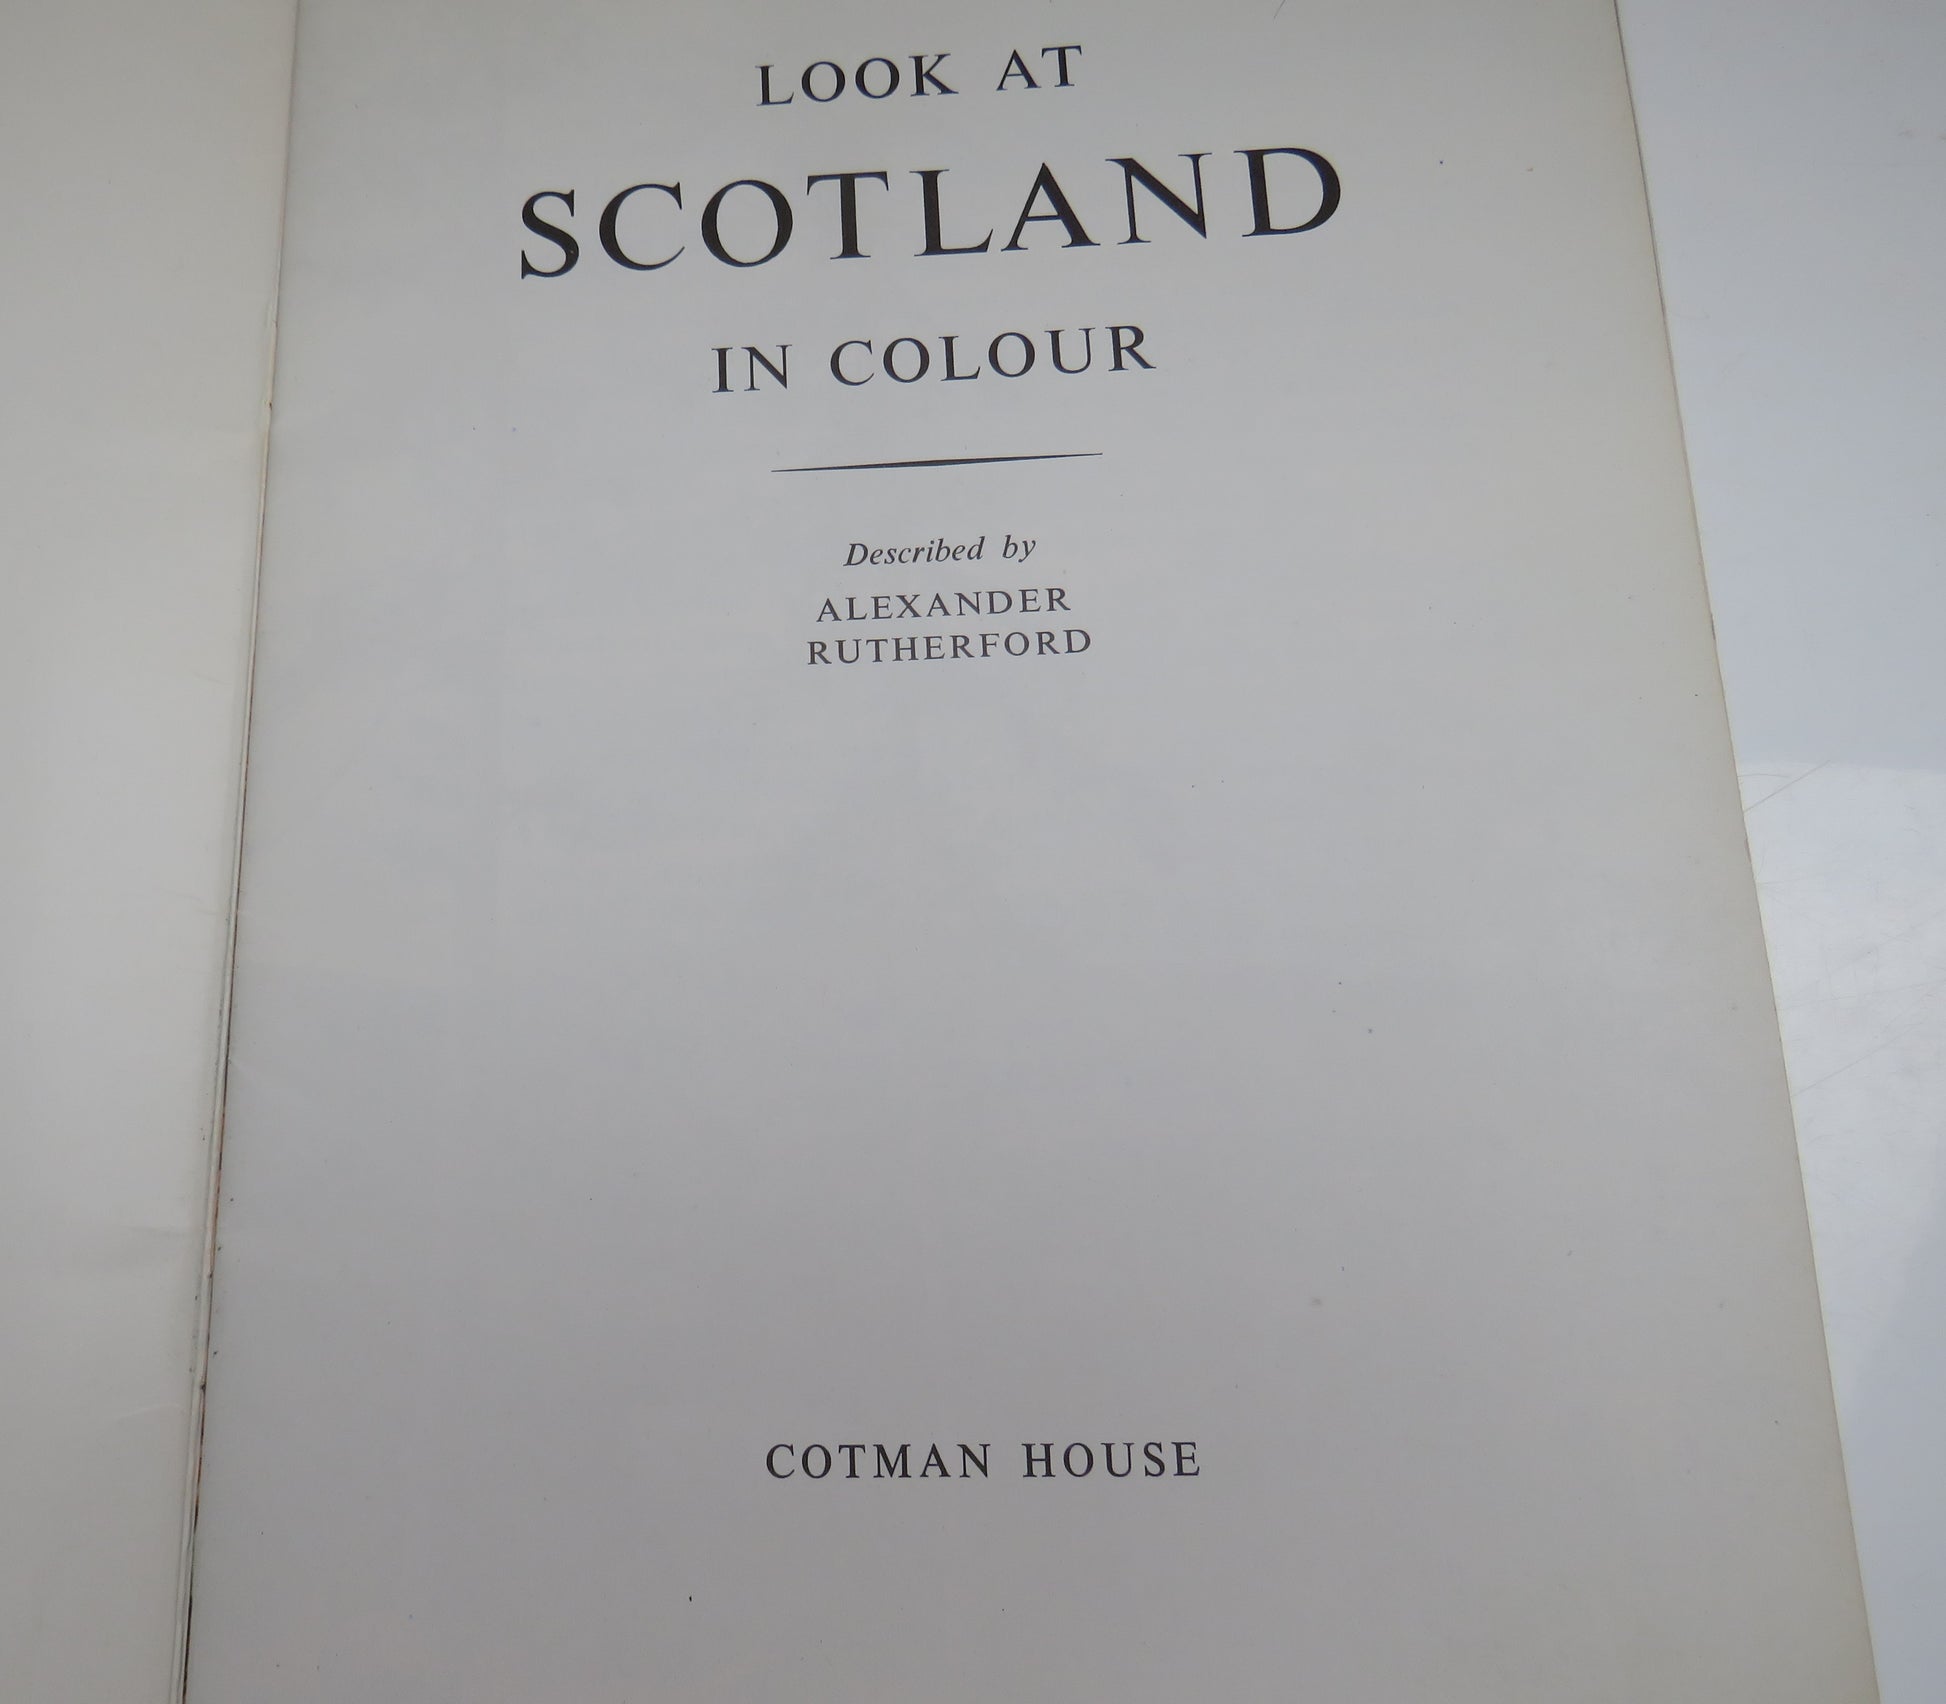 LOOK AT
SCOTLAND
IN COLOUR
Described by
ALEXANDER
RUTHERFORD
COTMAN HOUSE